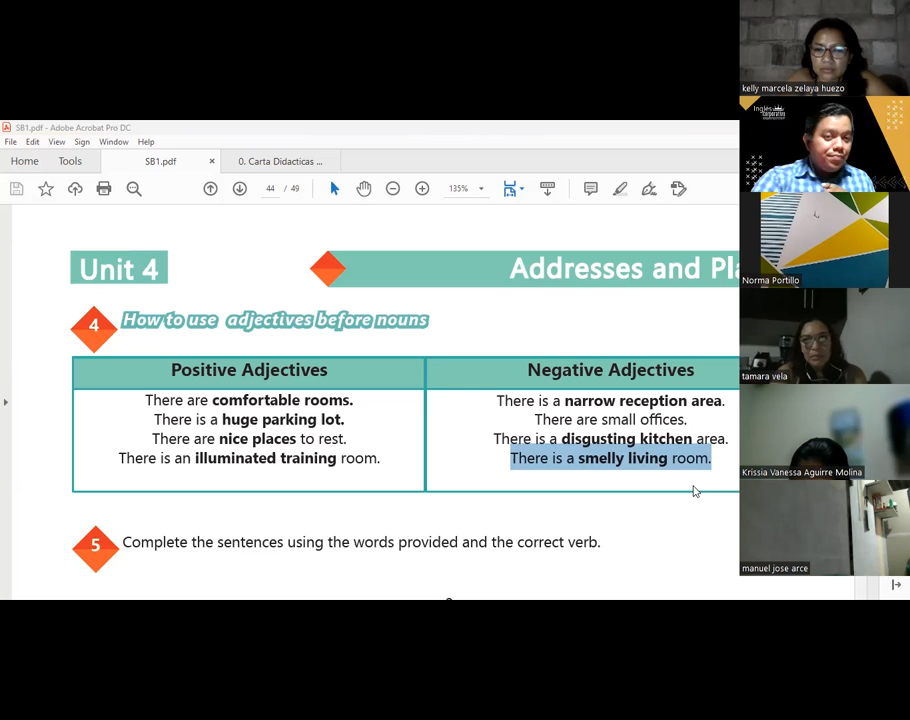 kelly marcela zelaya huezo
Inglés
Corporativo
SB1.pdf - Adobe Acrobat Pro DC
File Edit View Sign Window Help
Home Tools SB1.pdf × 0. Carta Didacticas ...
44 / 49 135%
Unit 4
Addresses and Pla
Norma Portillo
4 How to use adjectives before nouns
Positive Adjectives
Negative Adjectives
There are comfortable rooms.
There is a huge parking lot.
There are nice places to rest.
There is an illuminated training room.
There is a narrow reception area.
There are small offices.
There is a disgusting kitchen area.
There is a smelly living room.
tamara vela
Krissia Vanessa Aguirre Molina
5 Complete the sentences using the words provided and the correct verb.
manuel jose arce